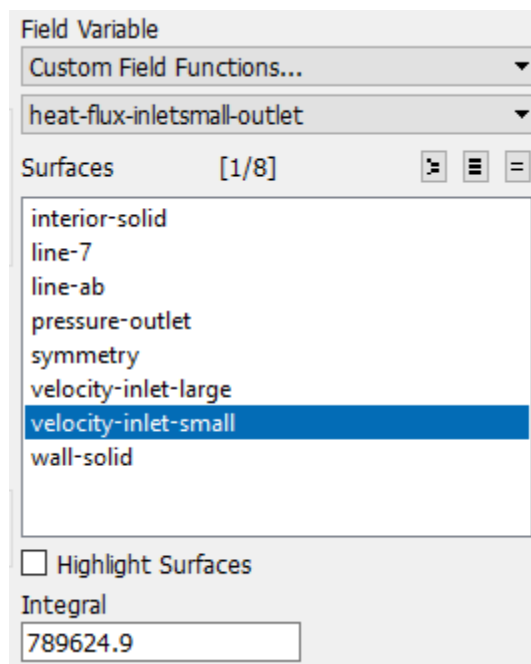 Field Variable
Custom Field Functions...
heat-flux-inletsmall-outlet
Surfaces [1/8]
interior-solid
line-7
line-ab
pressure-outlet
symmetry
velocity-inlet-large
velocity-inlet-small
wall-solid
Highlight Surfaces
Integral
789624.9